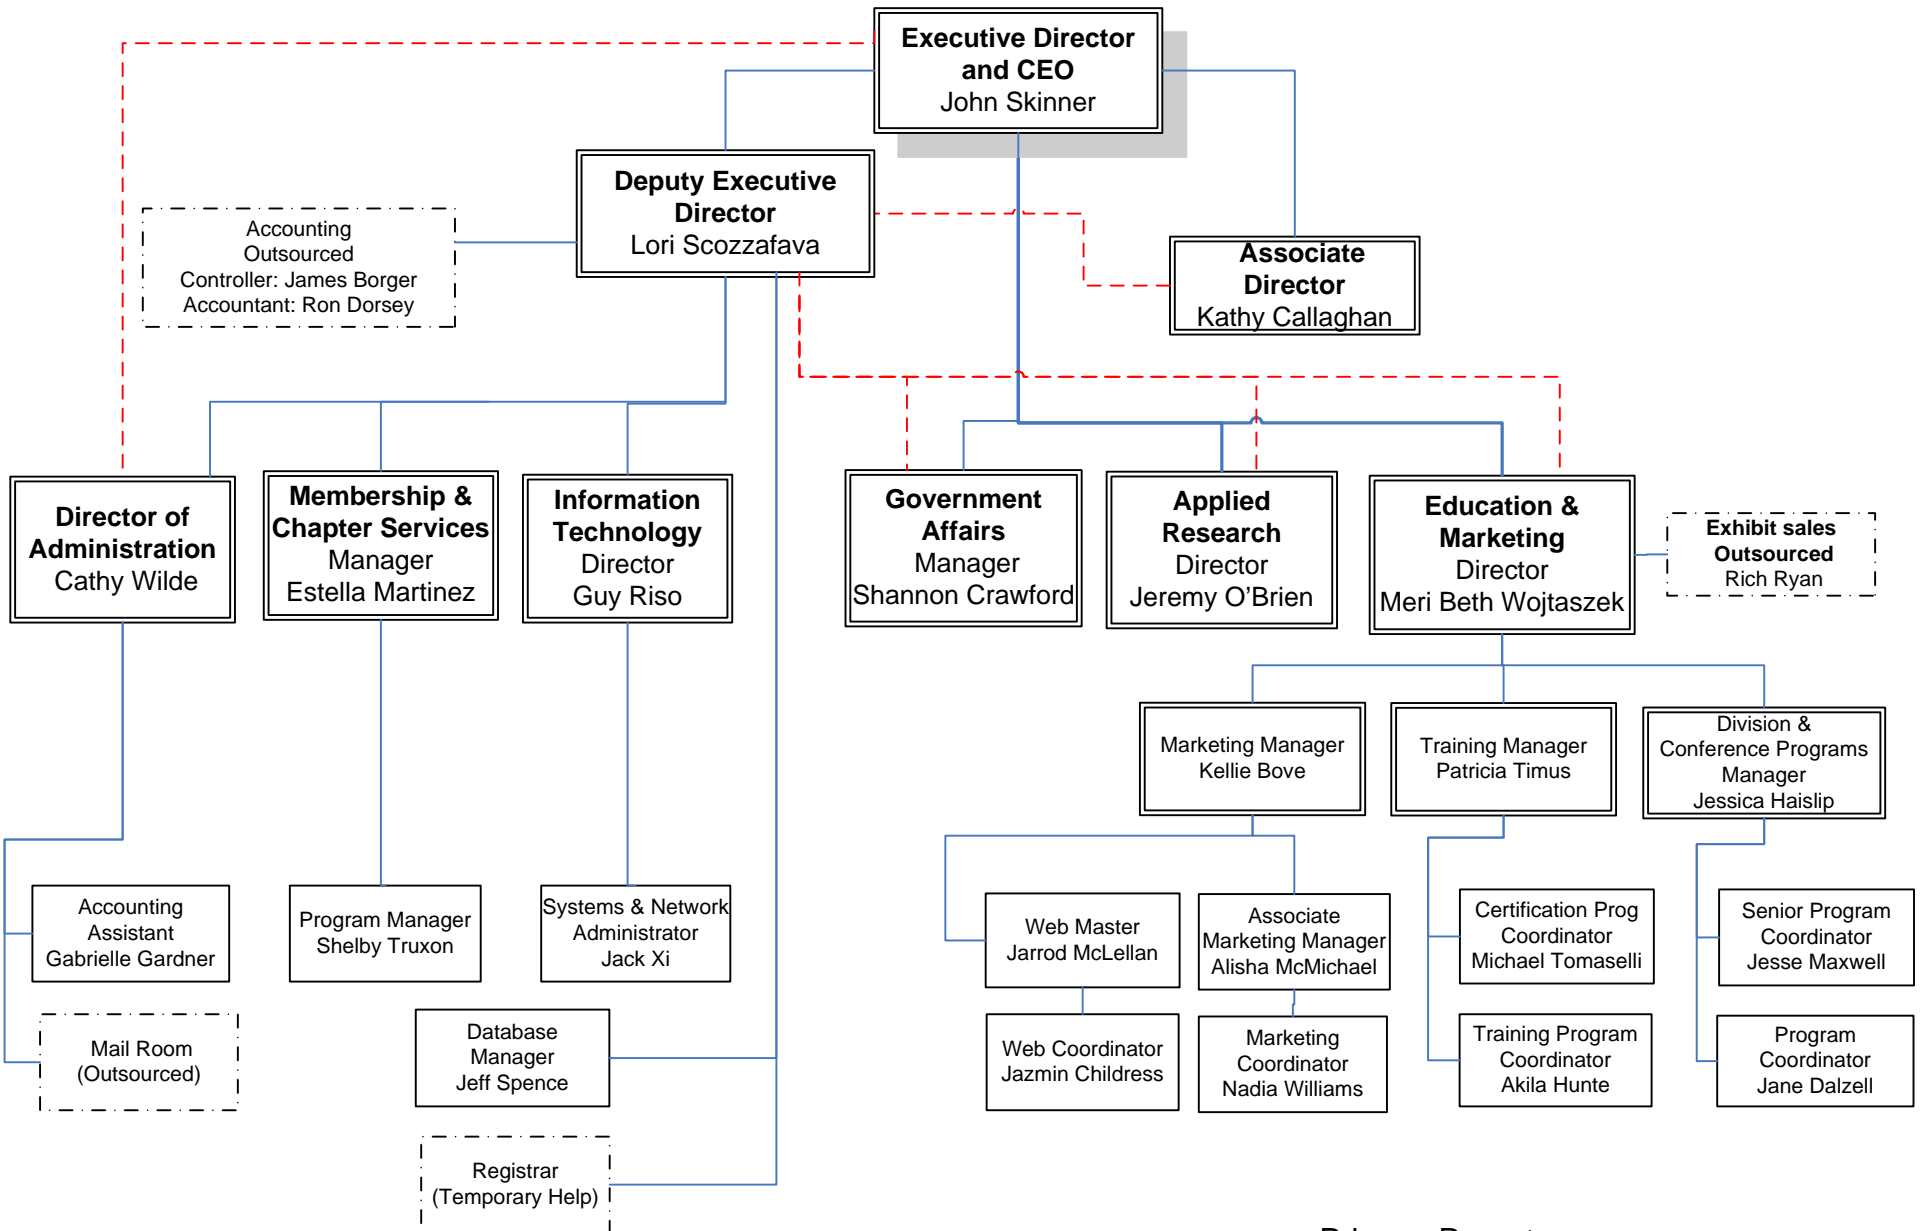 Executive Director
and CEO
John Skinner
Deputy Executive
Director
Lori Scozzafava
Accounting
Outsourced
Controller: James Borger
Accountant: Ron Dorsey
Associate
Director
Kathy Callaghan
Director of
Administration
Cathy Wilde
Membership &
Chapter Services
Manager
Estella Martinez
Information
Technology
Director
Guy Riso
Government
Affairs
Manager
Shannon Crawford
Applied
Research
Director
Jeremy O’Brien
Education &
Marketing
Director
Meri Beth Wojtaszek
Exhibit sales
Outsourced
Rich Ryan
Marketing Manager
Kellie Bove
Training Manager
Patricia Timus
Division &
Conference Programs
Manager
Jessica Haislip
Accounting
Assistant
Gabrielle Gardner
Program Manager
Shelby Truxon
Systems & Network
Administrator
Jack Xi
Web Master
Jarrod McLellan
Associate
Marketing Manager
Alisha McMichael
Certification Prog
Coordinator
Michael Tomaselli
Senior Program
Coordinator
Jesse Maxwell
Mail Room
(Outsourced)
Database
Manager
Jeff Spence
Web Coordinator
Jazmin Childress
Marketing
Coordinator
Nadia Williams
Training Program
Coordinator
Akila Hunte
Program
Coordinator
Jane Dalzell
Registrar
(Temporary Help)